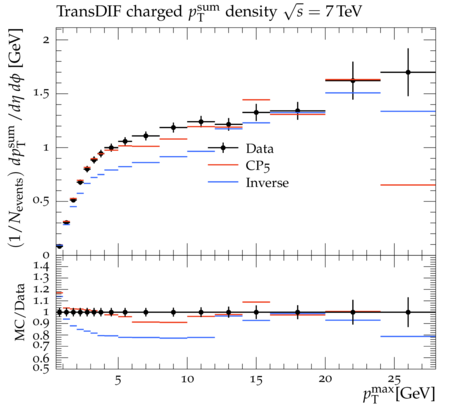 TransDIF charged p_T^sum density √s = 7 TeV
(1/N_events) dp_T^sum/dη dφ [GeV]
2
1.5
1
0.5
0
Data
CP5
Inverse
MC/Data
1.4
1.3
1.2
1.1
1
0.9
0.8
0.7
0.6
0.5
5 10 15 20 25
p_T^max[GeV]